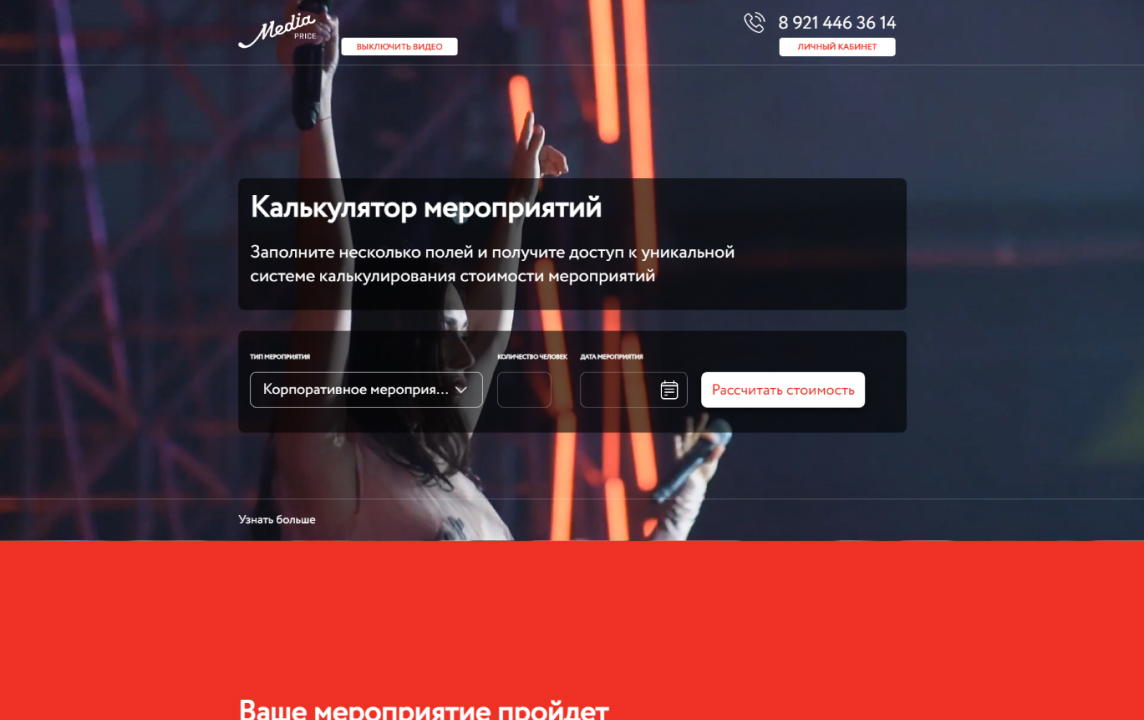 Media
PRICE
ВЫКЛЮЧИТЬ ВИДЕО
8 921 446 36 14
ЛИЧНЫЙ КАБИНЕТ
Калькулятор мероприятий
Заполните несколько полей и получите доступ к уникальной
системе калькулирования стоимости мероприятий
ТИП МЕРОПРИЯТИЯ
КОЛИЧЕСТВО ЧЕЛОВЕК
ДАТА МЕРОПРИЯТИЯ
Корпоративное мероприя...
Рассчитать стоимость
Узнать больше
Ваше мероприятие пройдет